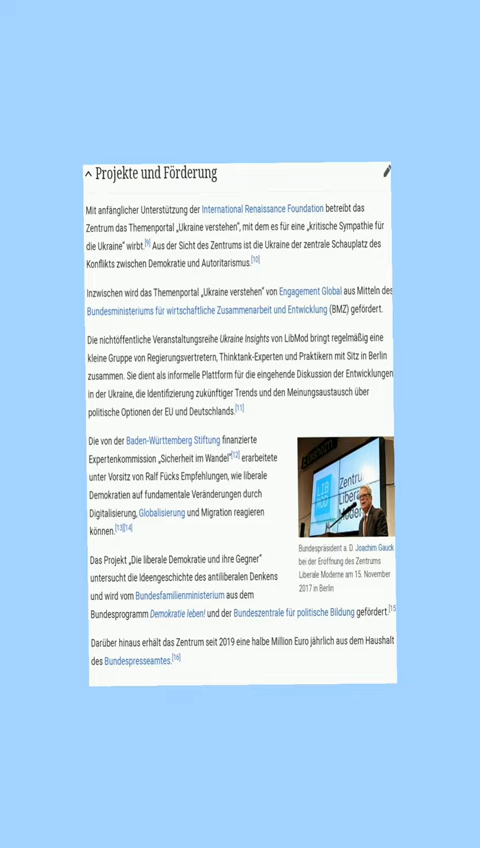 Projekte und Förderung
Mit anfänglicher Unterstützung der International Renaissance Foundation betreibt das
Zentrum das Themenportal „Ukraine verstehen“, mit dem es für eine „kritische Sympathie für
die Ukraine“ wirbt.[9] Aus der Sicht des Zentrums ist die Ukraine der zentrale Schauplatz des
Konflikts zwischen Demokratie und Autoritarismus.[10]
Inzwischen wird das Themenportal „Ukraine verstehen“ von Engagement Global aus Mitteln des
Bundesministeriums für wirtschaftliche Zusammenarbeit und Entwicklung (BMZ) gefördert.
Die nichtöffentliche Veranstaltungsreihe Ukraine Insights von LibMod bringt regelmäßig eine
kleine Gruppe von Regierungsvertretern, Thinktank-Experten und Praktikern mit Sitz in Berlin
zusammen. Sie dient als informelle Plattform für die eingehende Diskussion der Entwicklungen
in der Ukraine, die Identifizierung zukünftiger Trends und den Meinungsaustausch über
politische Optionen der EU und Deutschlands.[11]
Die von der Baden-Württemberg Stiftung finanzierte
Expertenkommission „Sicherheit im Wandel“[12] erarbeitete
unter Vorsitz von Ralf Fücks Empfehlungen, wie liberale
Demokratien auf fundamentale Veränderungen durch
Digitalisierung, Globalisierung und Migration reagieren
können.[13][14]
LIB
MOD
Zentru
Libera
Modern
Bundespräsident a. D. Joachim Gauck
bei der Eröffnung des Zentrums
Liberale Moderne am 15. November
2017 in Berlin
Das Projekt „Die liberale Demokratie und ihre Gegner“
untersucht die Ideengeschichte des antiliberalen Denkens
und wird vom Bundesfamilienministerium aus dem
Bundesprogramm Demokratie leben! und der Bundeszentrale für politische Bildung gefördert.[15
Darüber hinaus erhält das Zentrum seit 2019 eine halbe Million Euro jährlich aus dem Haushalt
des Bundespresseamtes.[16]